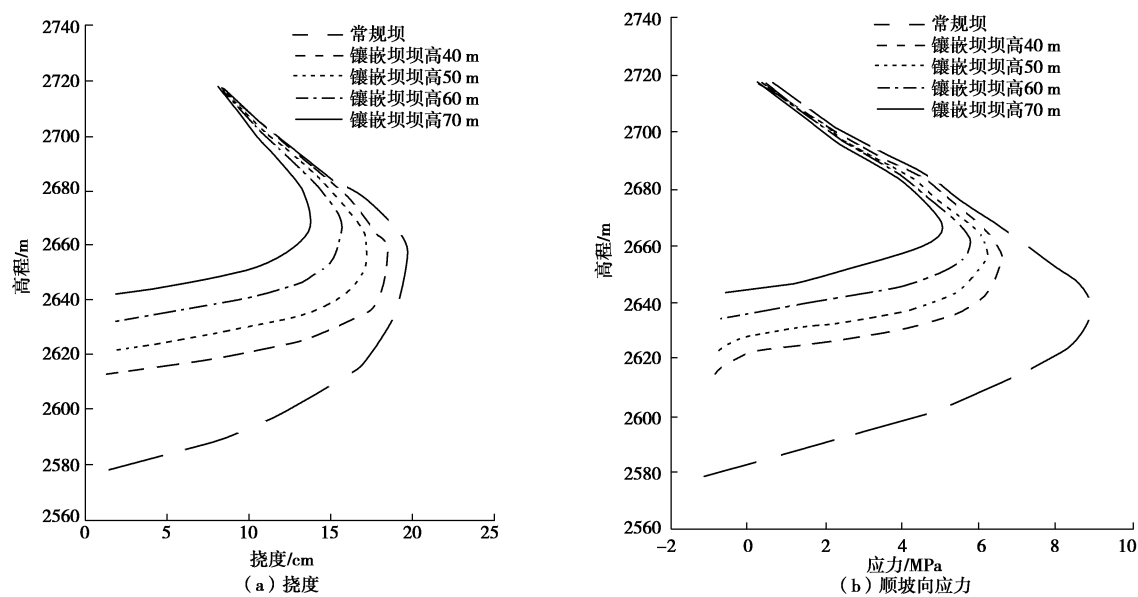 2740
2720
2700
2680
2660
2640
2620
2600
2580
2560
高程/m
0
5
10
15
20
25
挠度/cm
(a)挠度
常规坝
镶嵌坝坝高40 m
镶嵌坝坝高50 m
镶嵌坝坝高60 m
镶嵌坝坝高70 m
2740
2720
2700
2680
2660
2640
2620
2600
2580
2560
高程/m
−2
0
2
4
6
8
10
应力/MPa
(b)顺坡向应力
常规坝
镶嵌坝坝高40 m
镶嵌坝坝高50 m
镶嵌坝坝高60 m
镶嵌坝坝高70 m